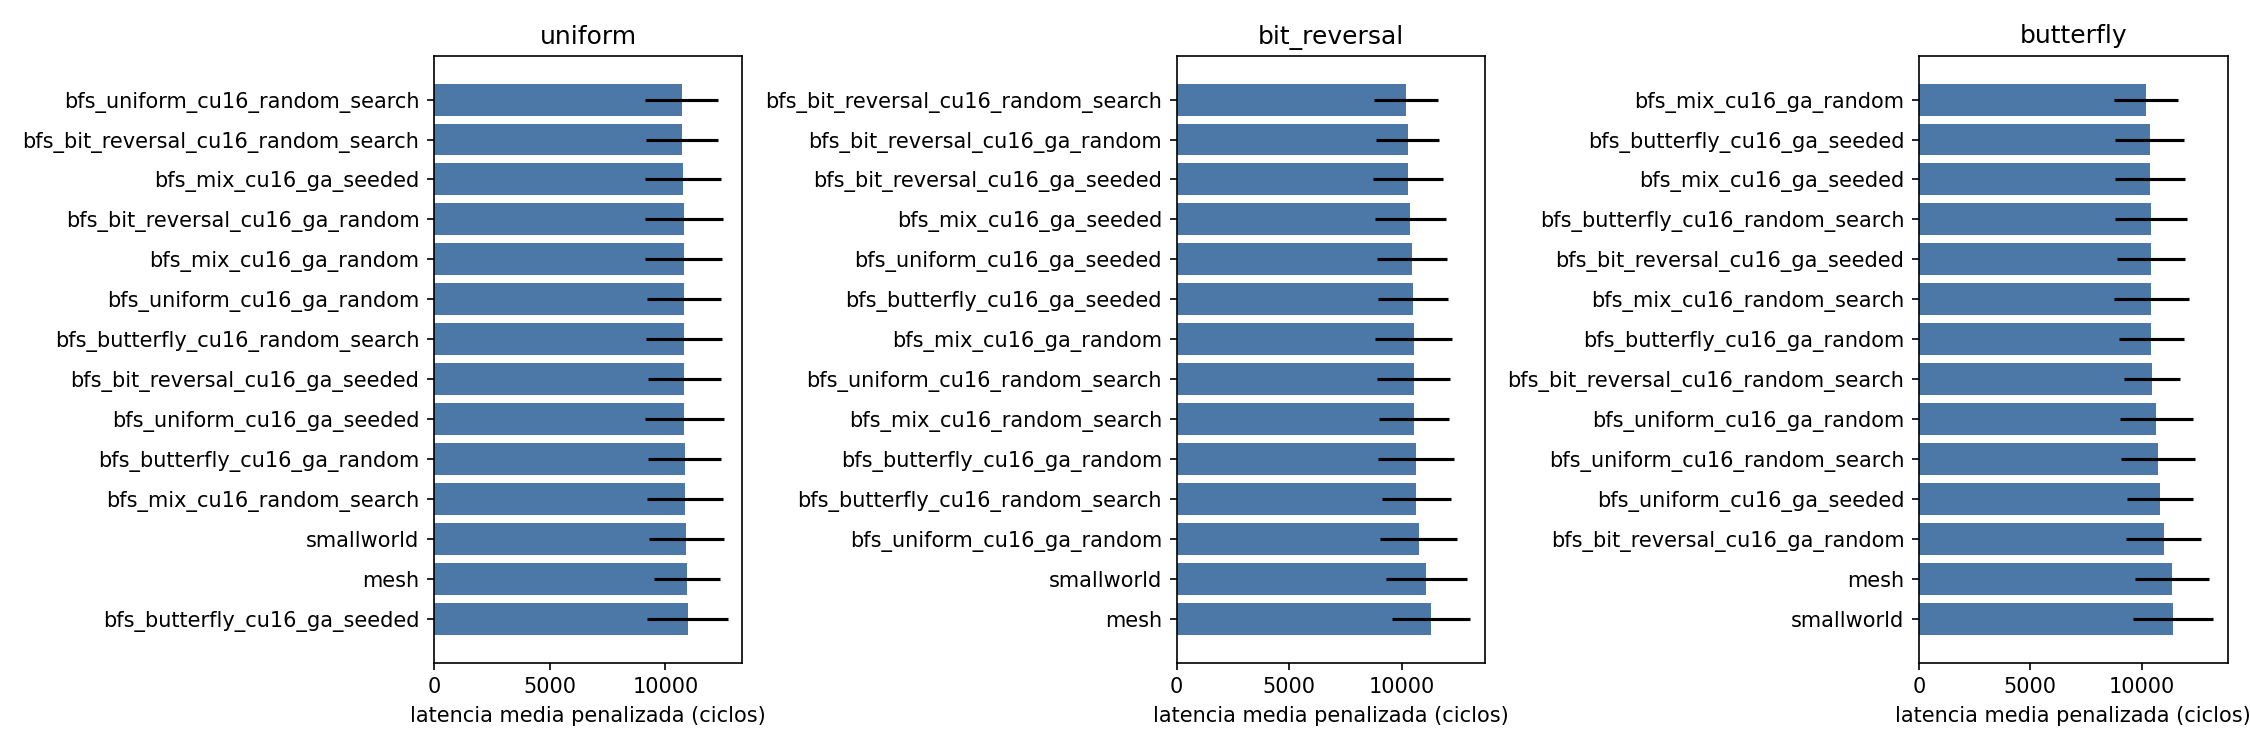 uniform
bfs_uniform_cu16_random_search
bfs_bit_reversal_cu16_random_search
bfs_mix_cu16_ga_seeded
bfs_bit_reversal_cu16_ga_random
bfs_mix_cu16_ga_random
bfs_uniform_cu16_ga_random
bfs_butterfly_cu16_random_search
bfs_bit_reversal_cu16_ga_seeded
bfs_uniform_cu16_ga_seeded
bfs_butterfly_cu16_ga_random
bfs_mix_cu16_random_search
smallworld
mesh
bfs_butterfly_cu16_ga_seeded
0 5000 10000
latencia media penalizada (ciclos)
bit_reversal
bfs_bit_reversal_cu16_random_search
bfs_bit_reversal_cu16_ga_random
bfs_bit_reversal_cu16_ga_seeded
bfs_mix_cu16_ga_seeded
bfs_uniform_cu16_ga_seeded
bfs_butterfly_cu16_ga_seeded
bfs_mix_cu16_ga_random
bfs_uniform_cu16_random_search
bfs_mix_cu16_random_search
bfs_butterfly_cu16_ga_random
bfs_butterfly_cu16_random_search
bfs_uniform_cu16_ga_random
smallworld
mesh
0 5000 10000
latencia media penalizada (ciclos)
butterfly
bfs_mix_cu16_ga_random
bfs_butterfly_cu16_ga_seeded
bfs_mix_cu16_ga_seeded
bfs_butterfly_cu16_random_search
bfs_bit_reversal_cu16_ga_seeded
bfs_mix_cu16_random_search
bfs_butterfly_cu16_ga_random
bfs_bit_reversal_cu16_random_search
bfs_uniform_cu16_ga_random
bfs_uniform_cu16_random_search
bfs_uniform_cu16_ga_seeded
bfs_bit_reversal_cu16_ga_random
mesh
smallworld
0 5000 10000
latencia media penalizada (ciclos)